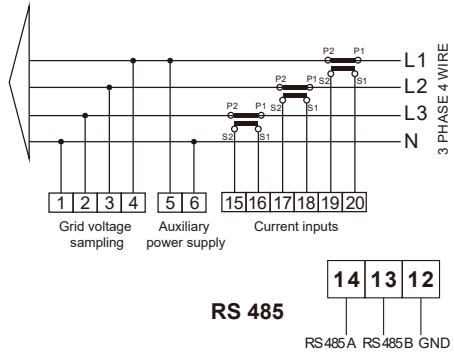 P2 P1
L1
P2 P1
S2 S1
L2
P2 P1
S2 S1
L3
S2 S1
N
3 PHASE 4 WIRE
1 2 3 4 5 6 15 16 17 18 19 20
Grid voltage sampling
Auxiliary power supply
Current inputs
14 13 12
RS 485
RS485A RS485B GND